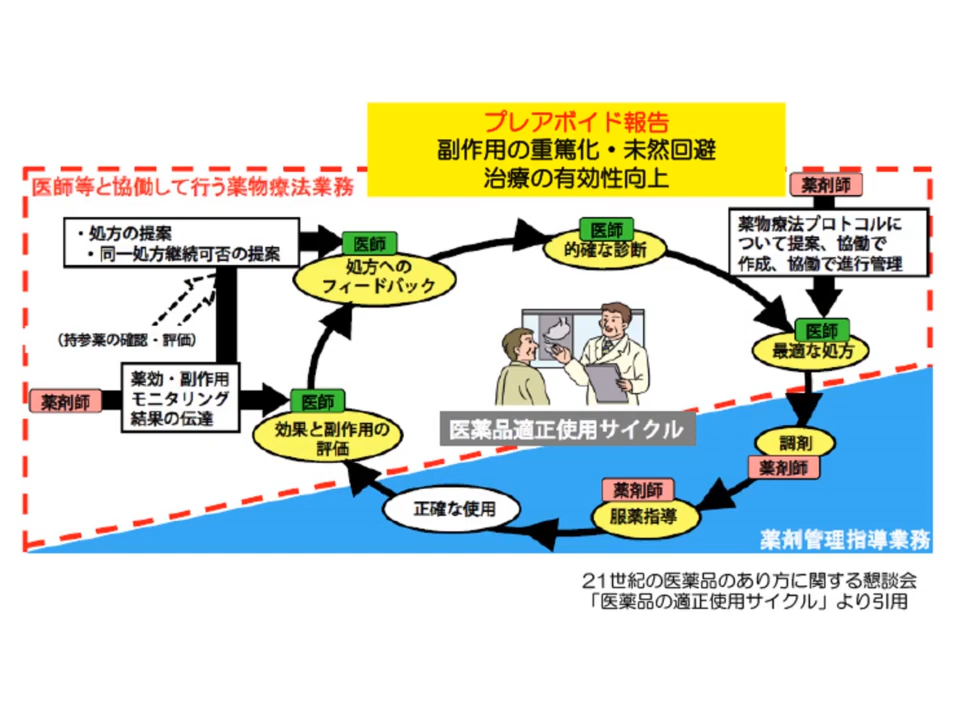 プレアボイド報告
副作用の重篤化・未然回避
治療の有効性向上
医師等と協働して行う薬物療法業務
薬剤師
・処方の提案
・同一処方継続可否の提案
医師
処方への
フィードバック
医師
的確な診断
薬物療法プロトコルに
ついて提案、協働で
作成、協働で進行管理
医師
最適な処方
(持参薬の確認・評価)
薬剤師
薬効・副作用
モニタリング
結果の伝達
医師
効果と副作用の
評価
医薬品適正使用サイクル
調剤
薬剤師
薬剤師
服薬指導
正確な使用
薬剤管理指導業務
21世紀の医薬品のあり方に関する懇談会
「医薬品の適正使用サイクル」より引用